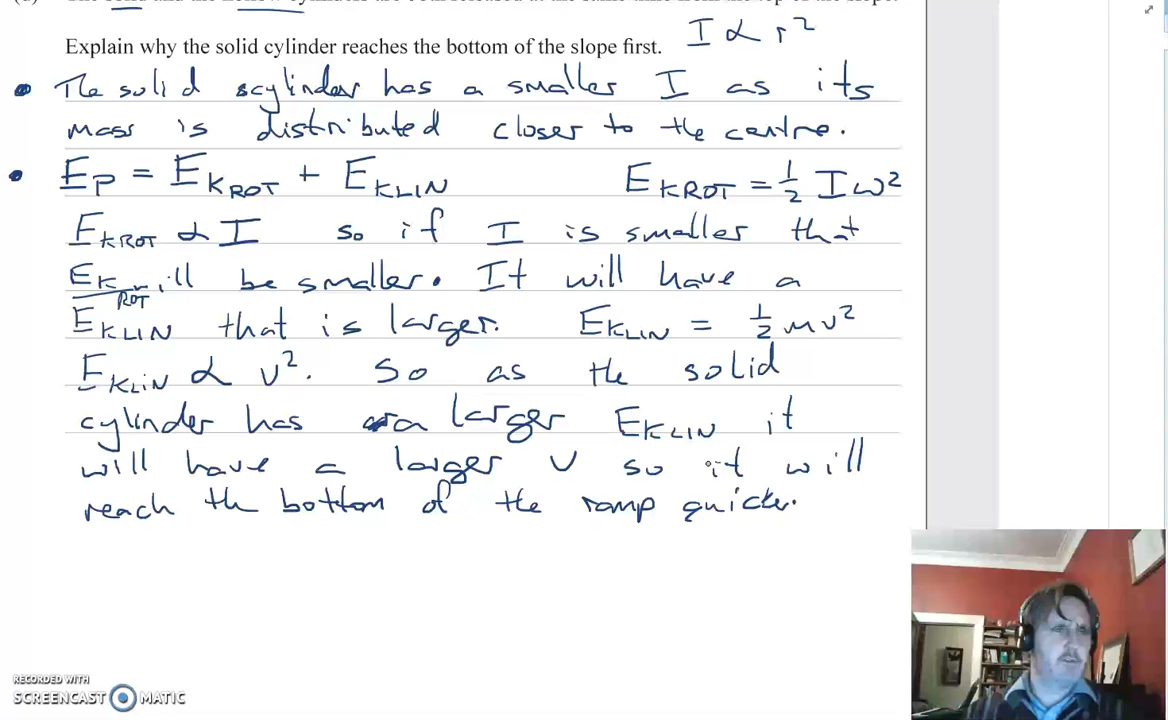 Explain why the solid cylinder reaches the bottom of the slope first. I ∝ r²
• The solid scylinder has a smaller I as its
mass is distributed closer to the centre.
• EP = EKROT + EKLIN EKROT = ½ Iω²
EKROT ∝ I so if I is smaller that
EKROT will be smaller. It will have a
EKLIN that is larger. EKLIN = ½ mv²
EKLIN ∝ v². So as the solid
cylinder has a larger EKLIN it
will have a larger v so it will
reach the bottom of the ramp quicker.
RECORDED WITH
SCREENCAST MATIC